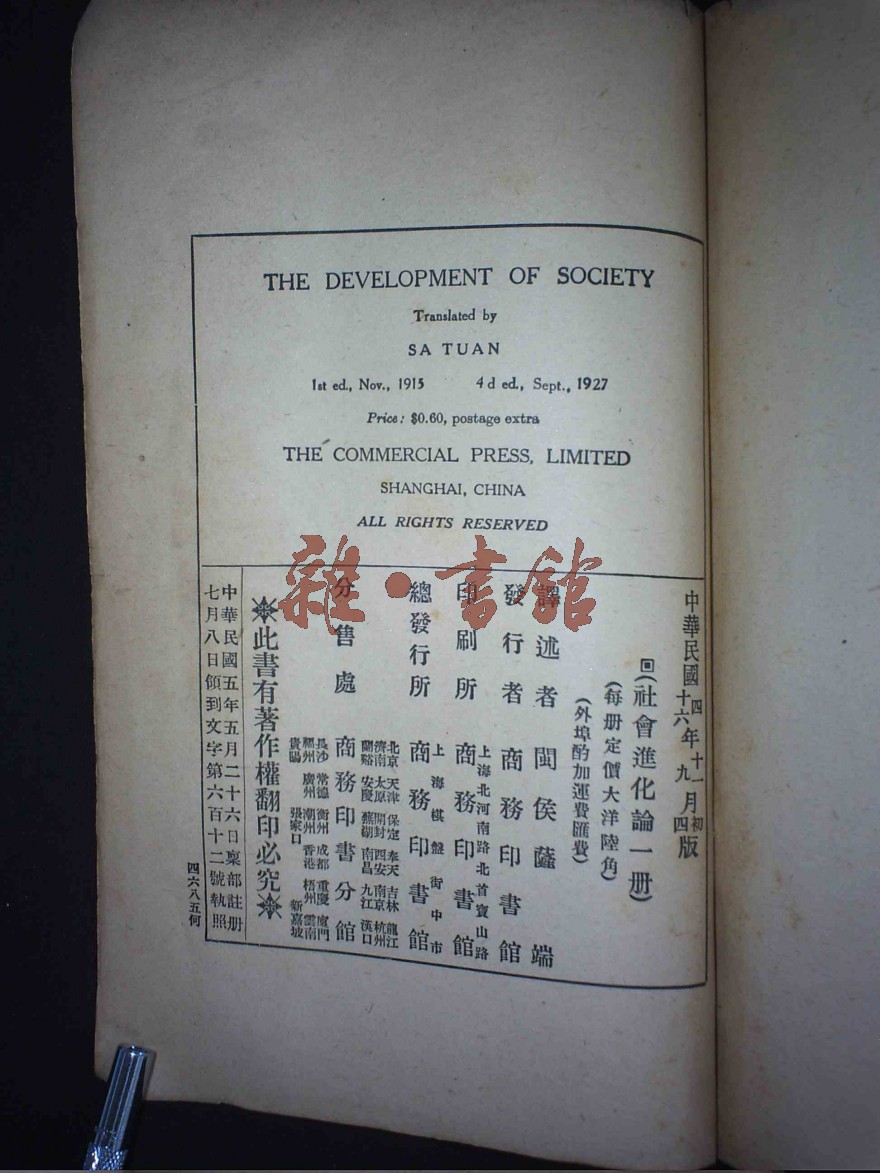 THE DEVELOPMENT OF SOCIETY
Translated by
SA TUAN
1st ed., Nov., 1915 4 d ed., Sept., 1927
Price: $0.60, postage extra
THE COMMERCIAL PRESS, LIMITED
SHANGHAI, CHINA
ALL RIGHTS RESERVED
雜·書館
中華民國四年十一月初版
中華民國十六年九月四版
回(社會進化論一册)
(每册定價大洋陸角)
(外埠酌加運費匯費)
譯述者 閩侯薩端
發行者 商務印書館
印刷所 上海北河南路北首寶山路 商務印書館
總發行所 上海棋盤街中市 商務印書館
分售處 商務印書分館
北京 天津 保定 奉天 吉林 龍江
濟南 太原 開封 西安 南京 杭州
蘭谿 安慶 蕪湖 南昌 九江 漢口
長沙 常德 衡州 成都 重慶 廈門
福州 廣州 潮州 香港 梧州 雲南
貴陽 張家口 新嘉坡
※此書有著作權翻印必究※
中華民國五年五月二十六日稟部註册
七月八日領到文字第六百十二號執照
四六八五何